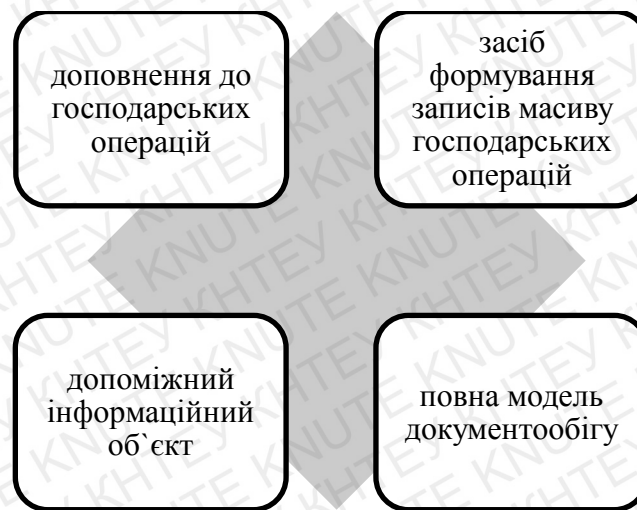 доповнення до
господарських
операцій
засіб
формування
записів масиву
господарських
операцій
допоміжний
інформаційний
об`єкт
повна модель
документообігу